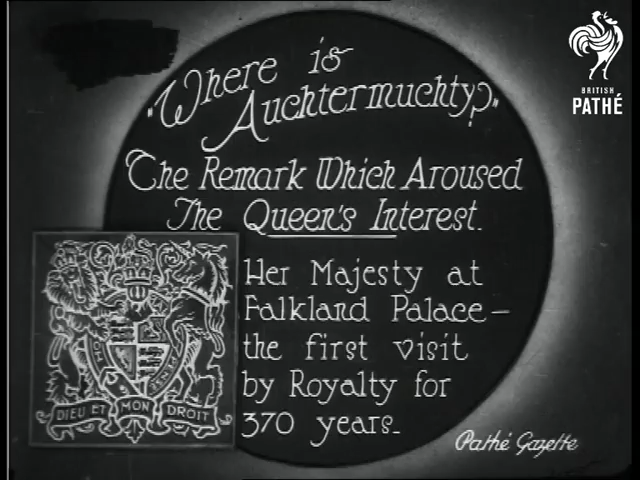 BRITISH
PATHÉ
"Where is
Auchtermuchty?"
The Remark Which Aroused
The Queen's Interest.
Her Majesty at
Falkland Palace —
the first visit
by Royalty for
370 years.
DIEU ET MON DROIT
Pathé Gazette